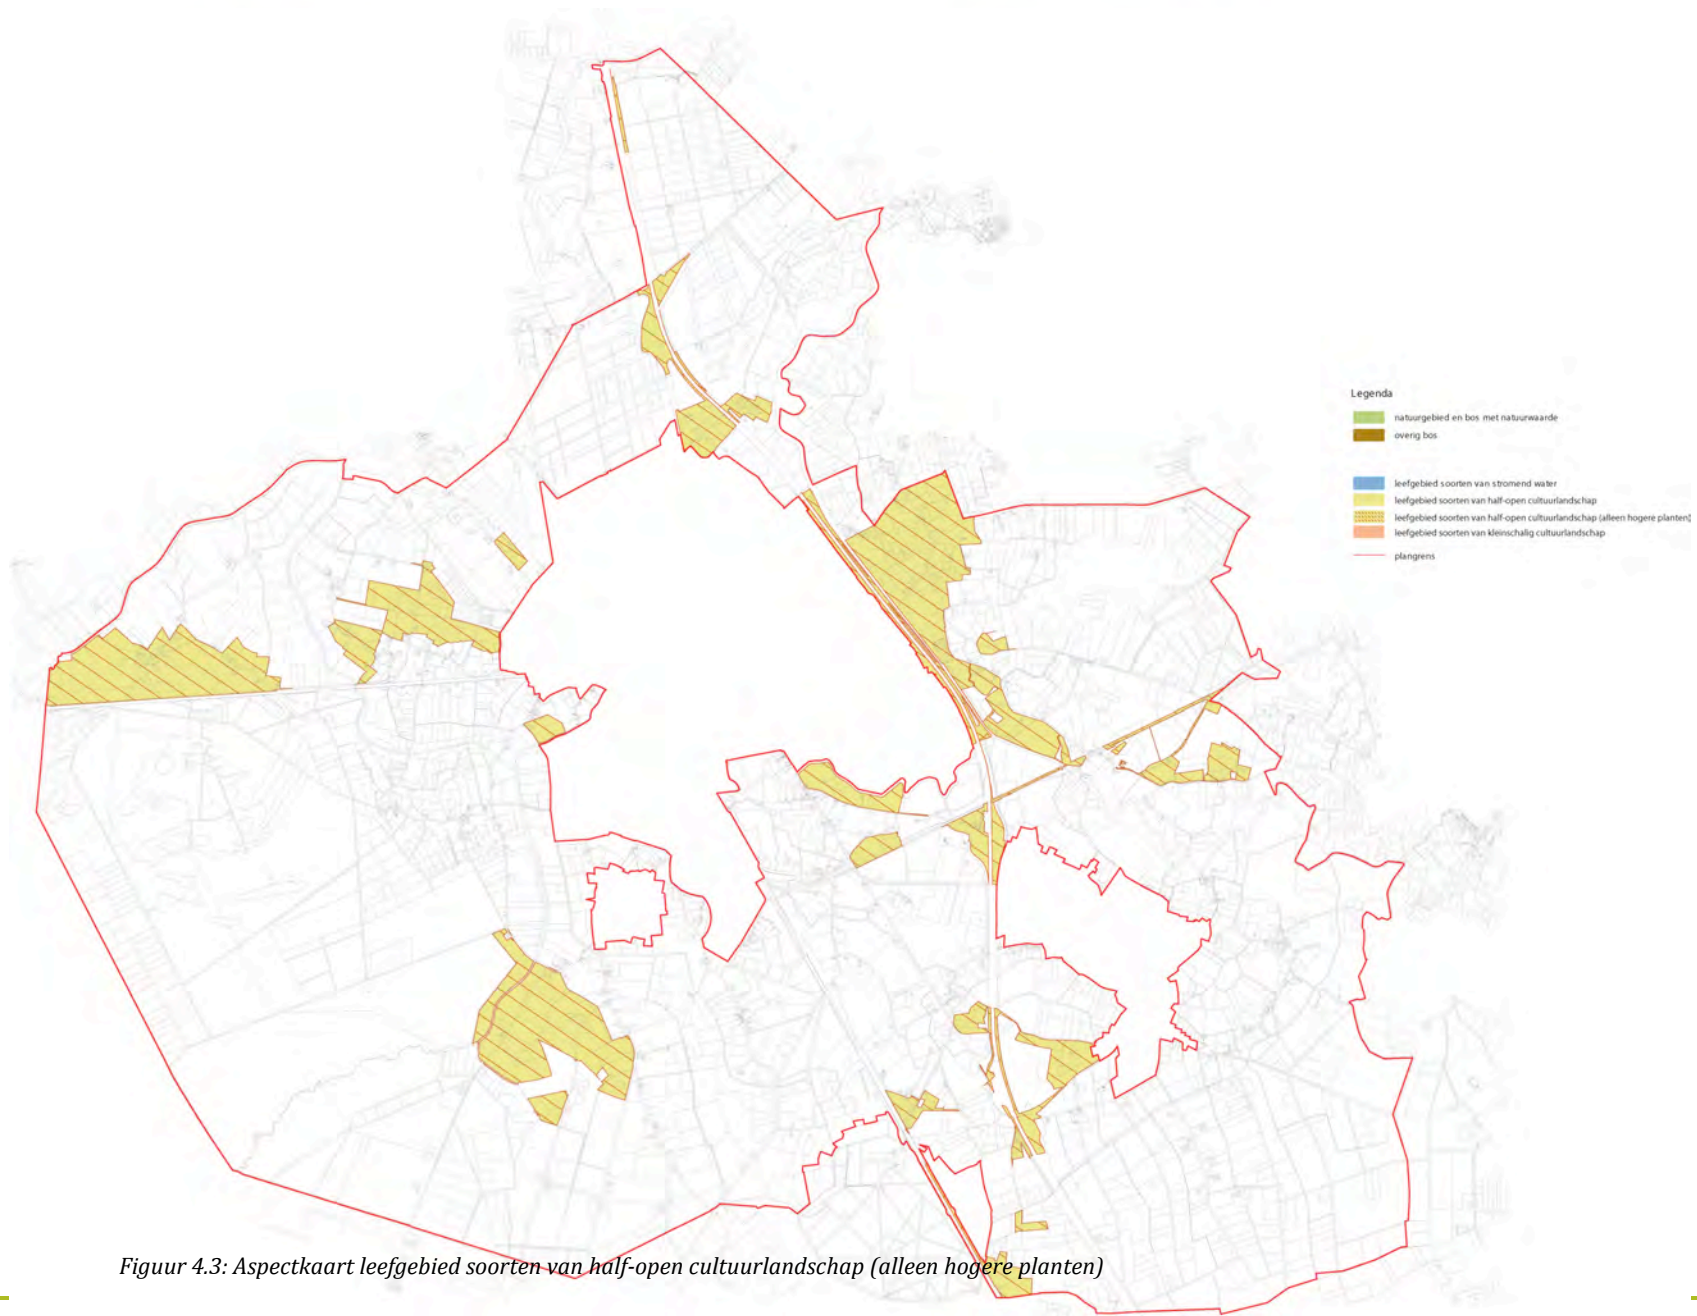 Legenda
natuurgebied en bos met natuurwaarde
overig bos
leefgebied soorten van stromend water
leefgebied soorten van half-open cultuurlandschap
leefgebied soorten van half-open cultuurlandschap (alleen hogere planten)
leefgebied soorten van kleinschalig cultuurlandschap
plangrens
Figuur 4.3: Aspectkaart leefgebied soorten van half-open cultuurlandschap (alleen hogere planten)